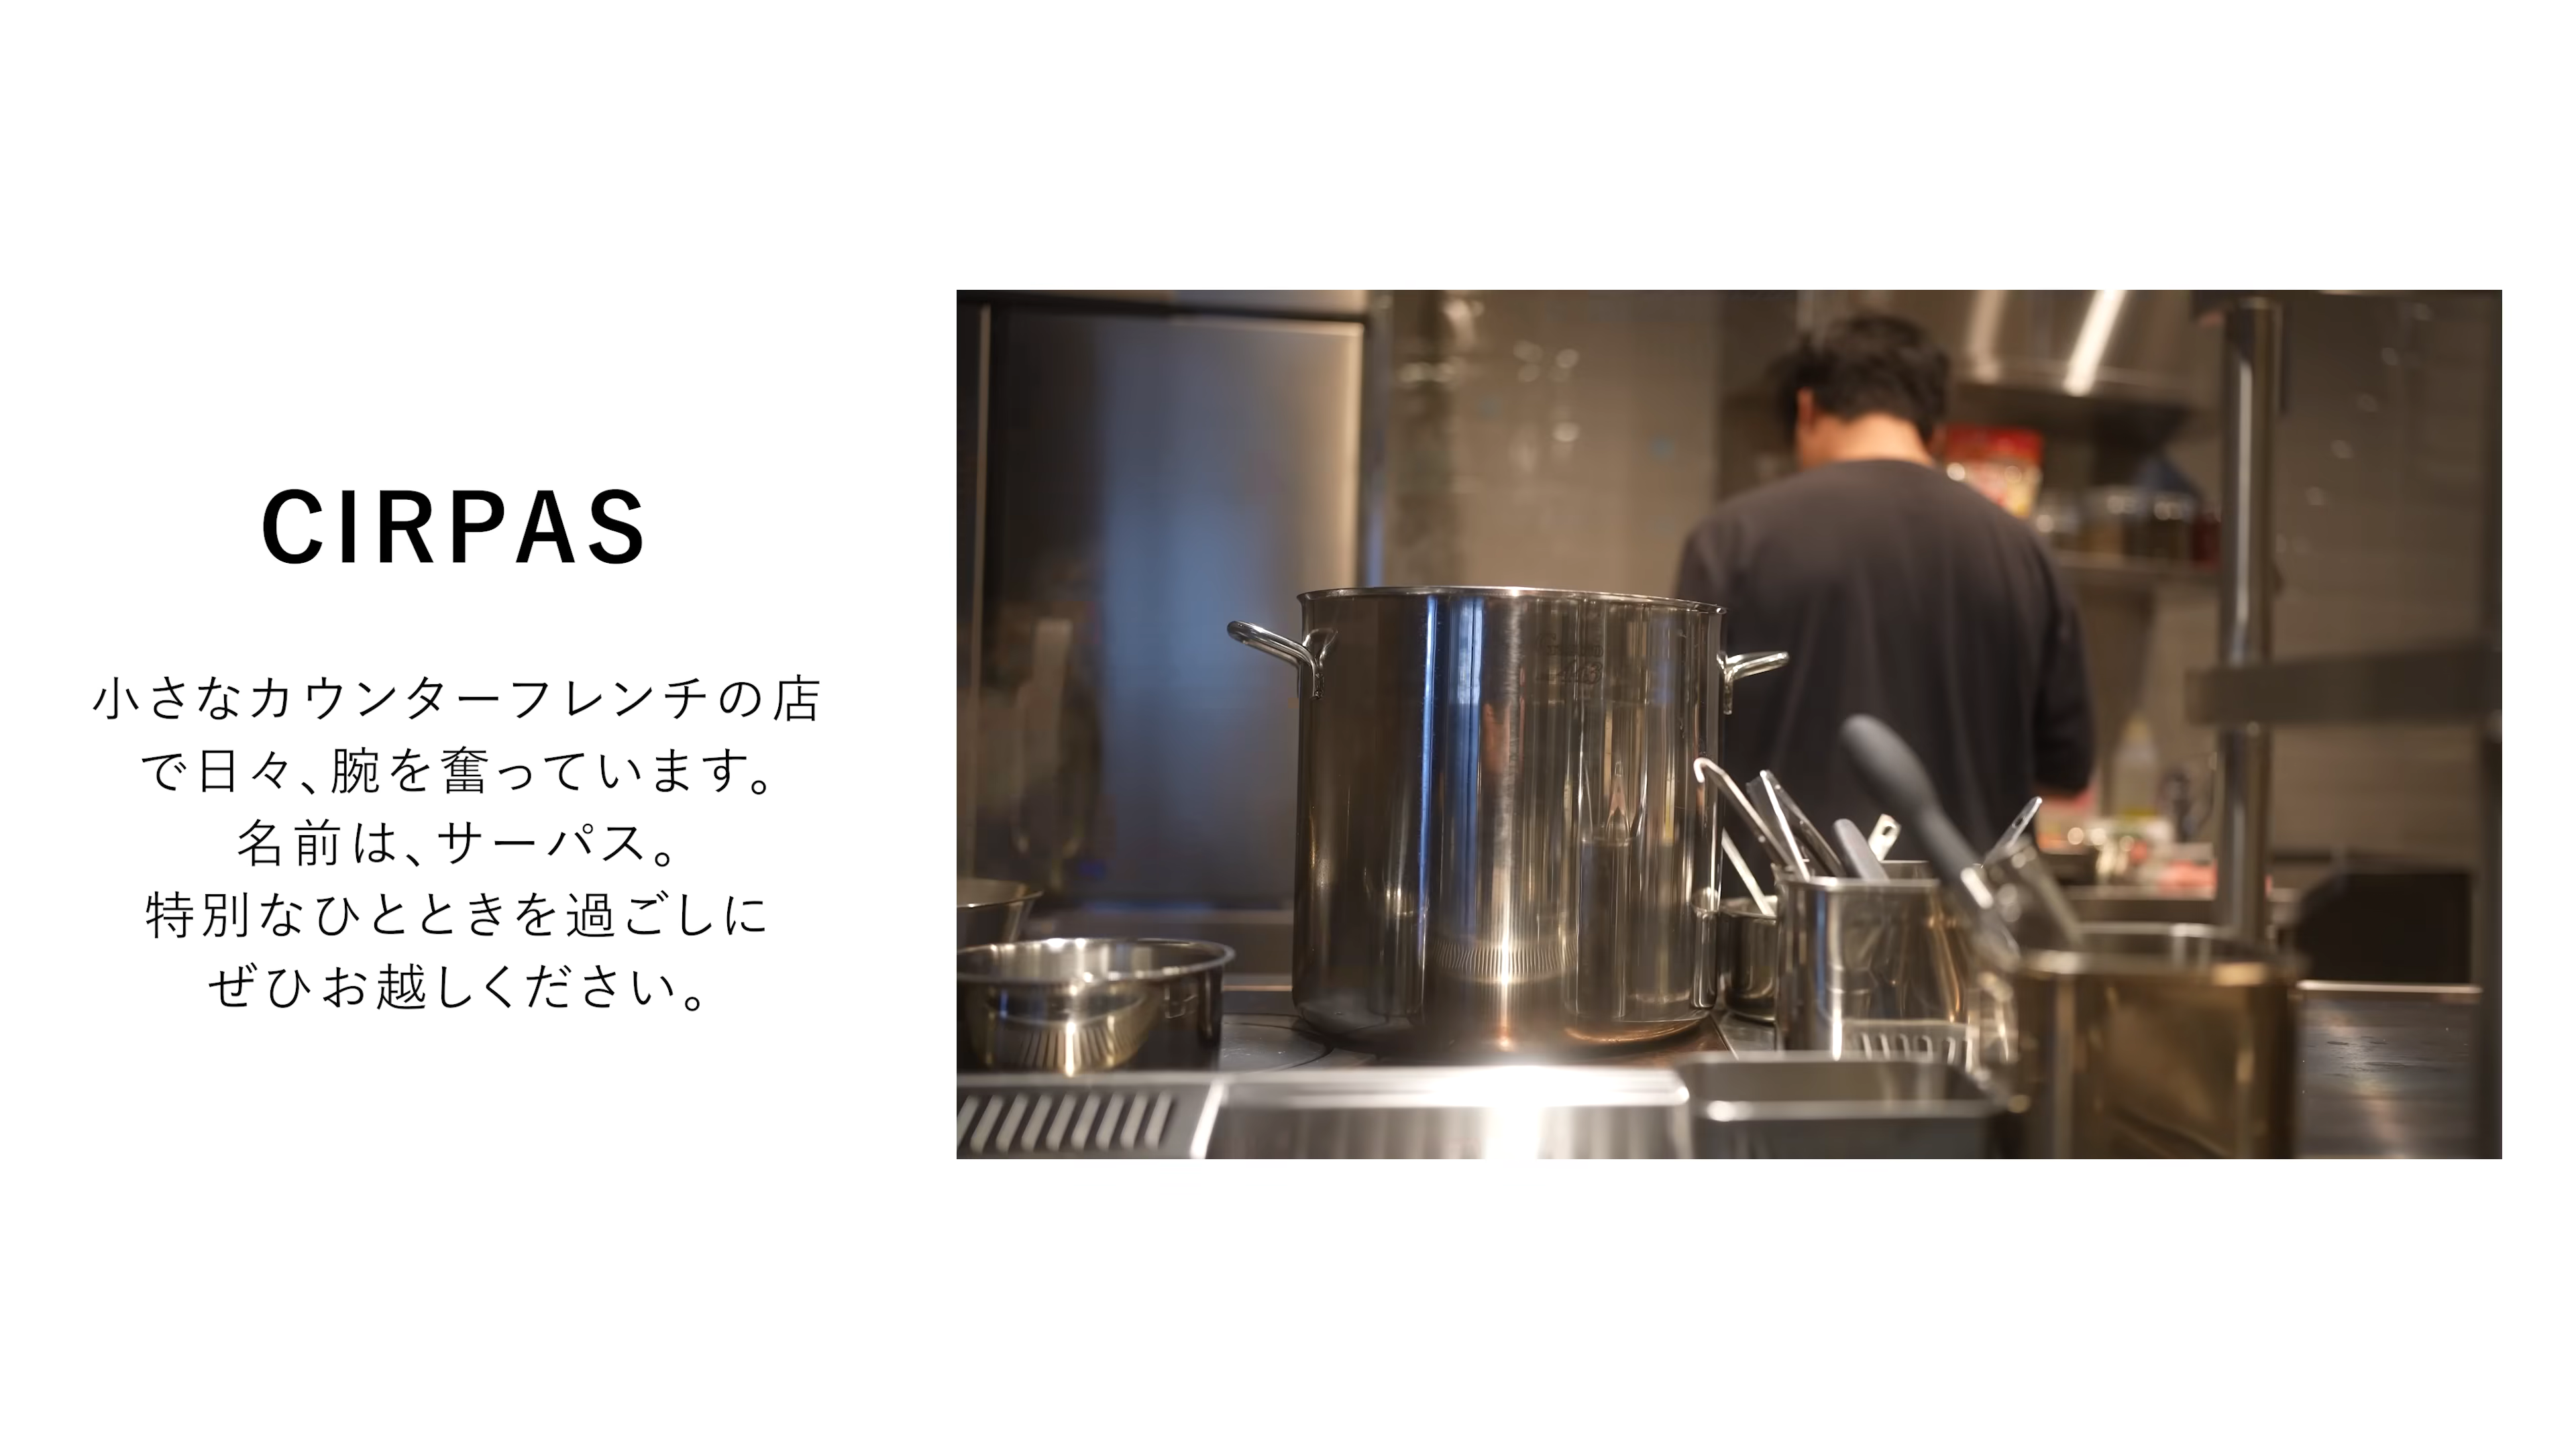 CIRPAS
小さなカウンターフレンチの店
で日々、腕を奮っています。
名前は、サーパス。
特別なひとときを過ごしに
ぜひお越しください。